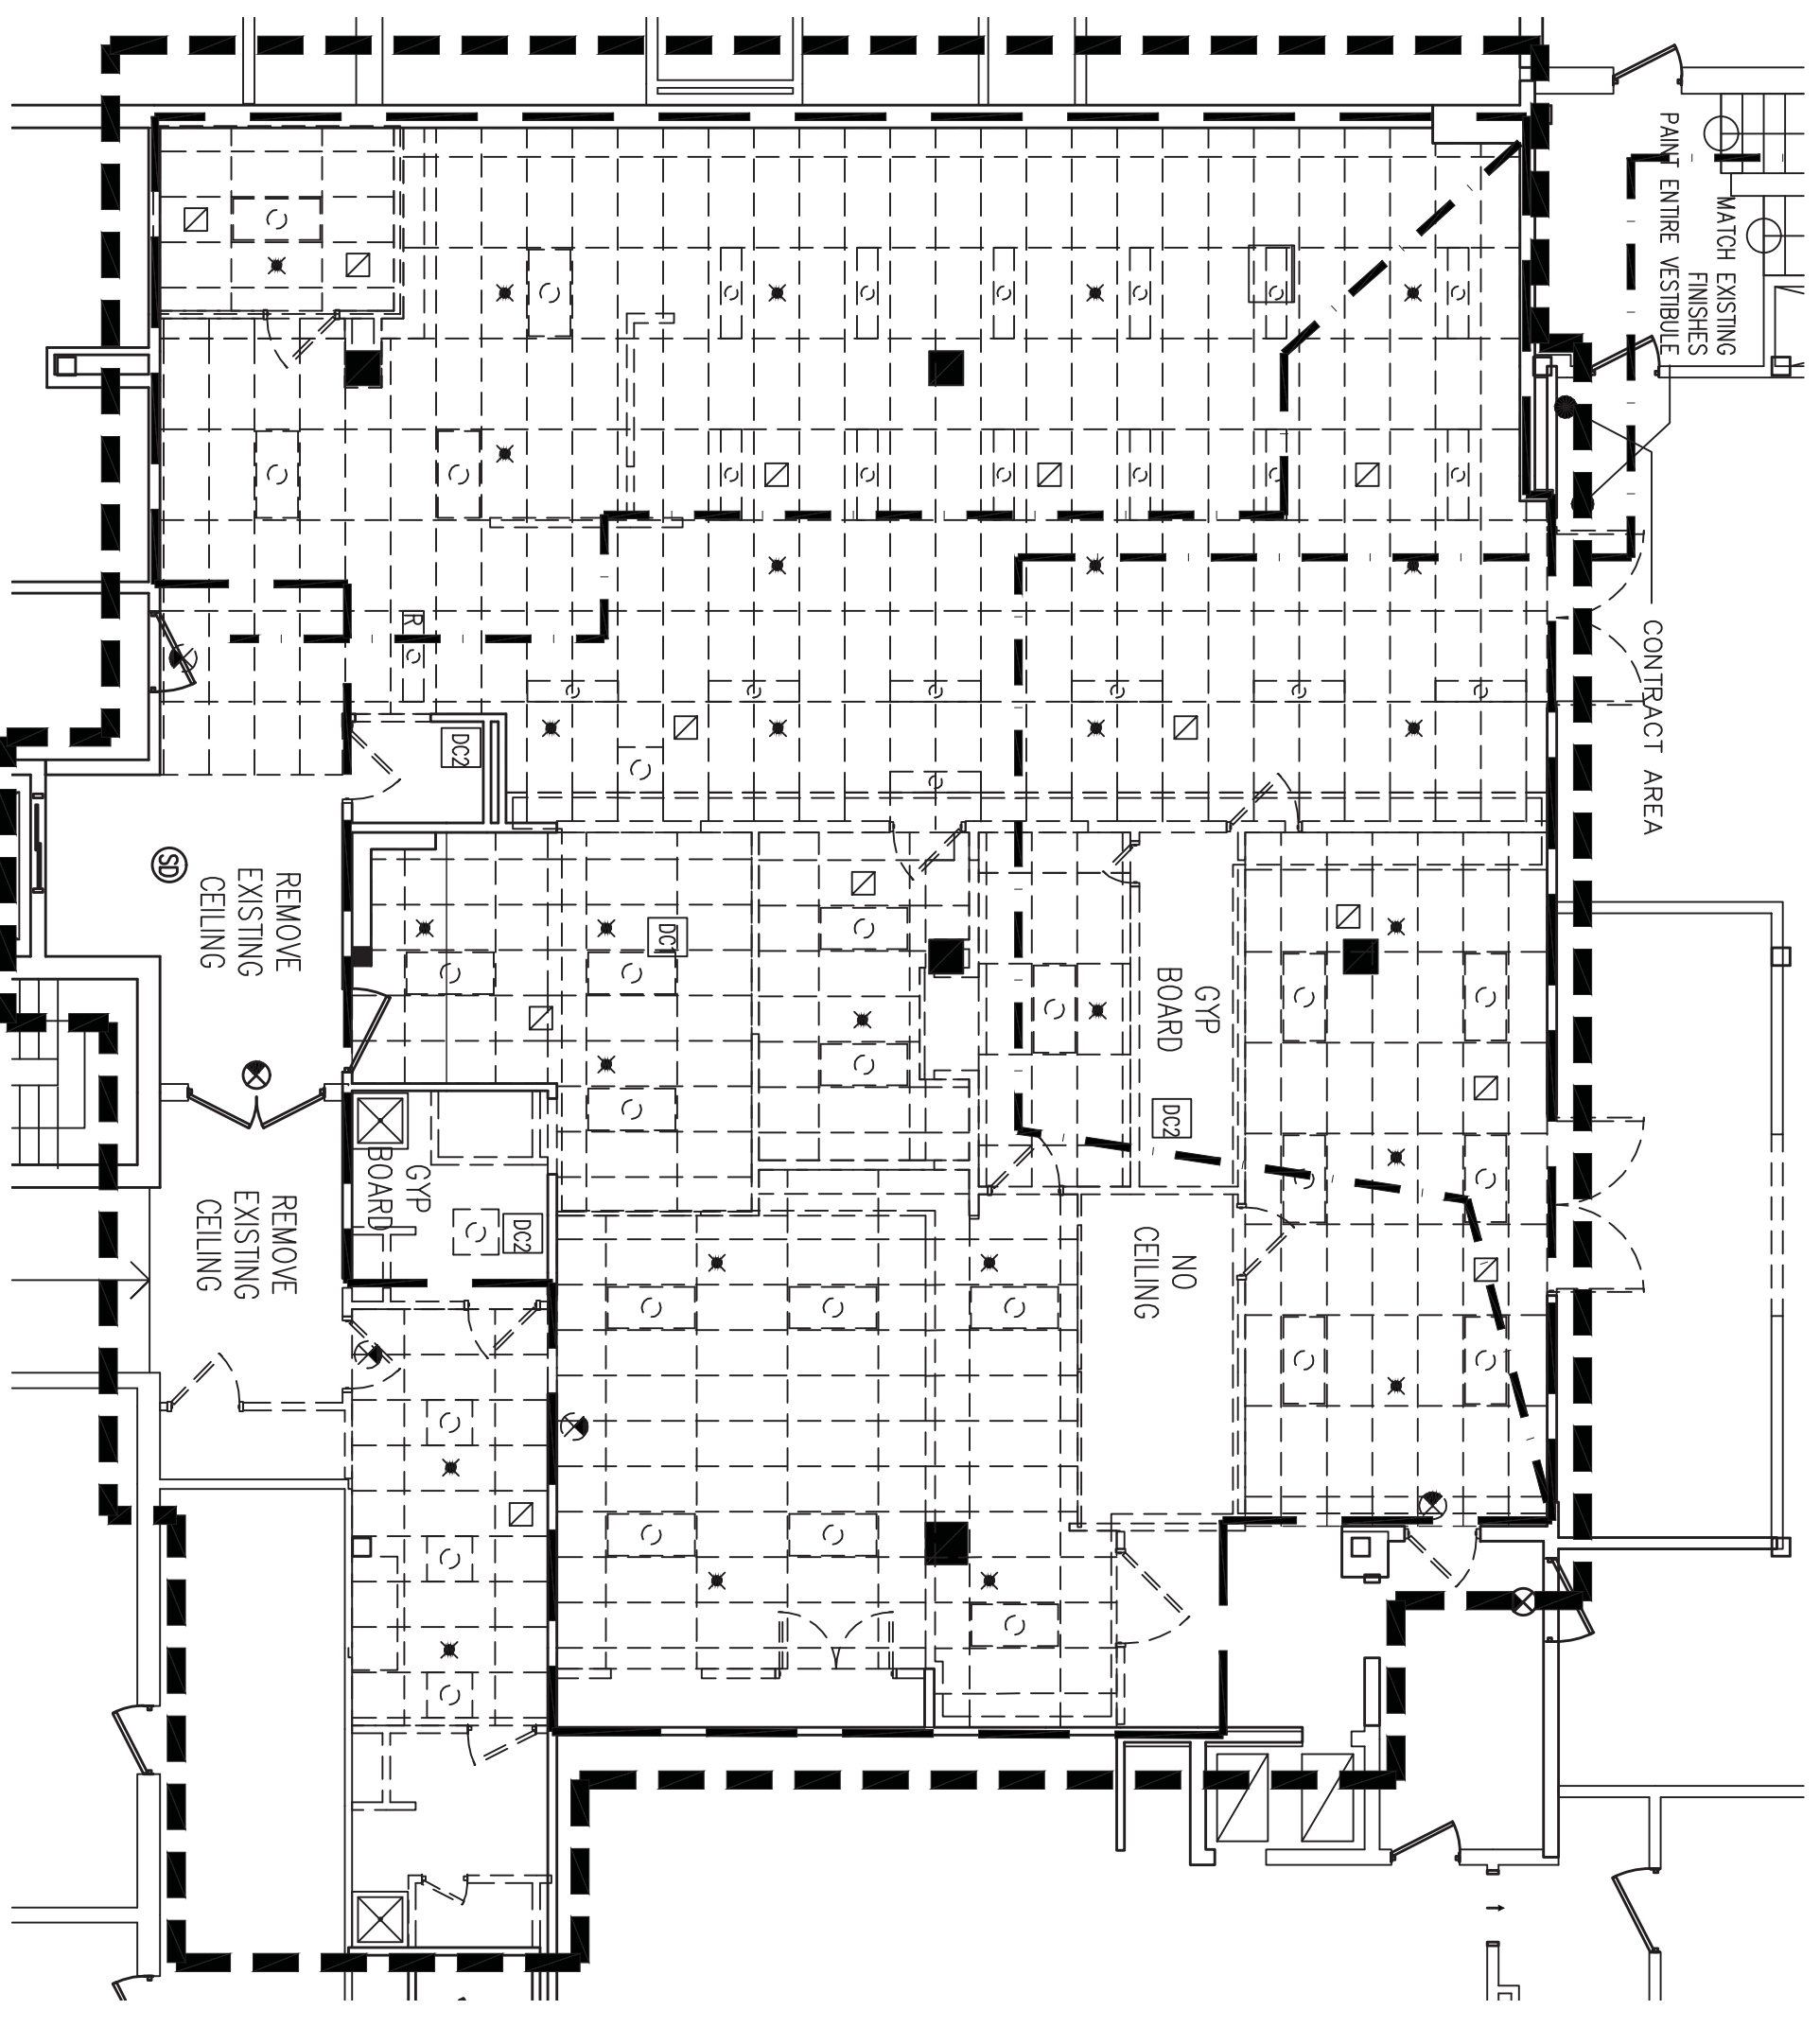 PAINT ENTIRE VESTIBULE
FINISHES
MATCH EXISTING
CONTRACT AREA
R
DC2
SD
REMOVE
EXISTING
CEILING
DC1
GYP
BOARD
DC2
GYP
BOARD
DC2
REMOVE
EXISTING
CEILING
NO
CEILING